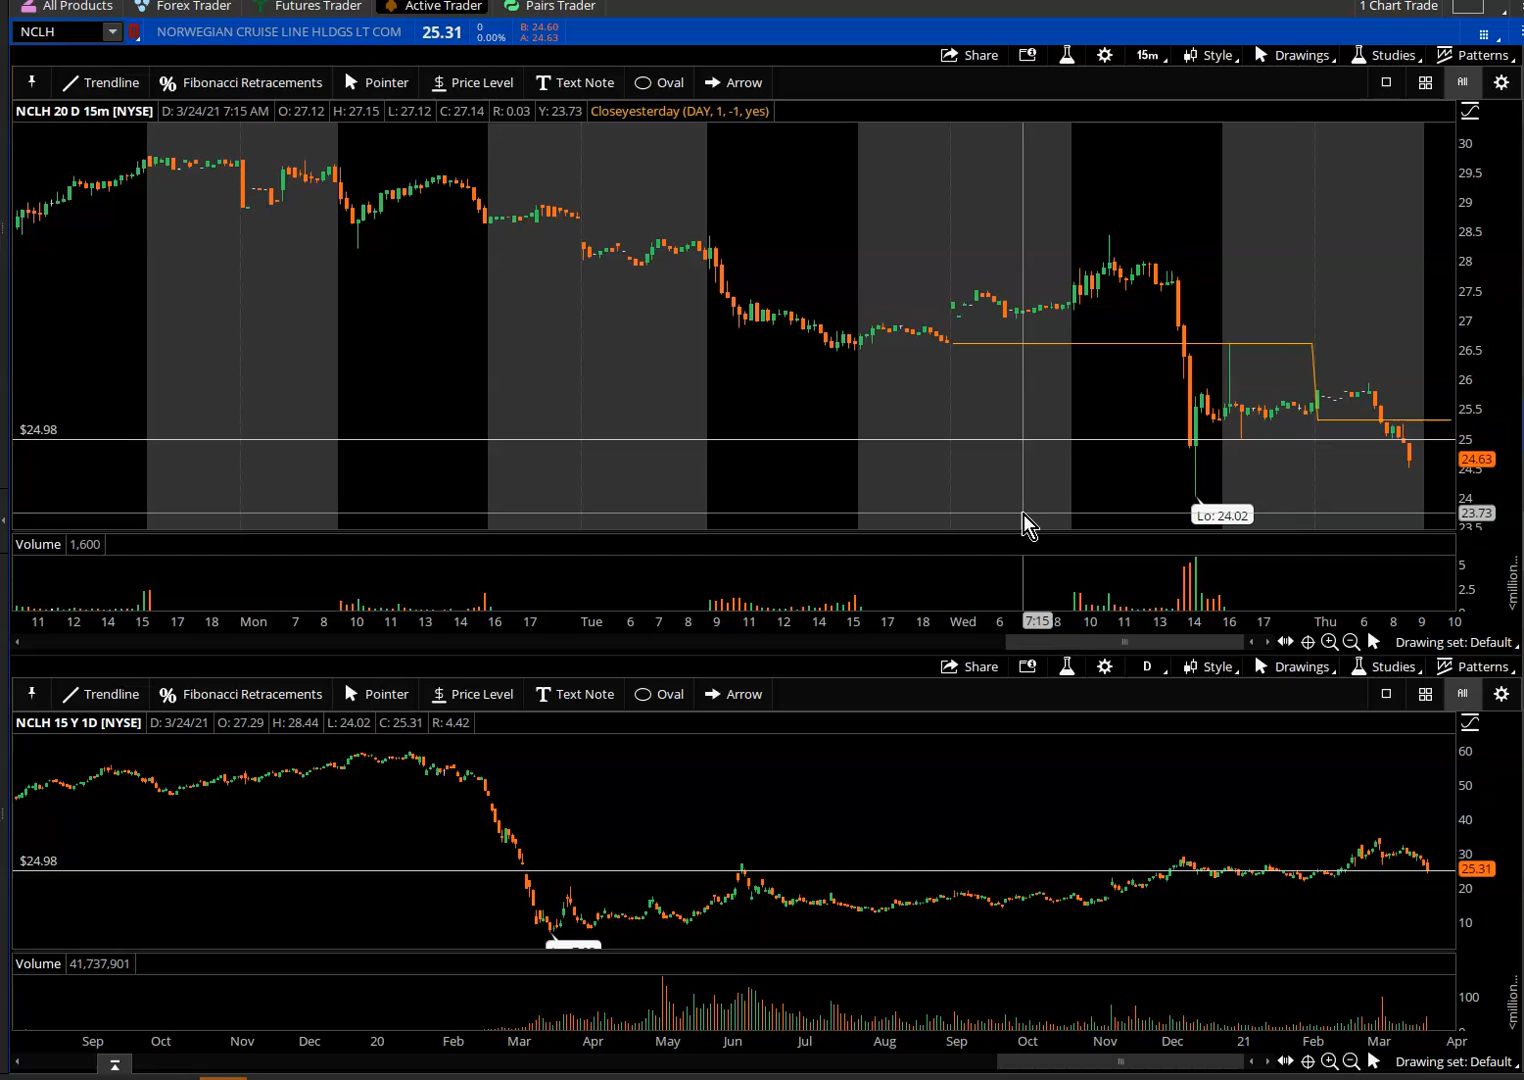 All Products Forex Trader Futures Trader Active Trader Pairs Trader 1 Chart Trade
NCLH NORWEGIAN CRUISE LINE HLDGS LT COM 25.31 0 0.00% B: 24.60 A: 24.63
Share 15m Style Drawings Studies Patterns
Trendline Fibonacci Retracements Pointer Price Level Text Note Oval Arrow All
NCLH 20 D 15m [NYSE] D: 3/24/21 7:15 AM O: 27.12 H: 27.15 L: 27.12 C: 27.14 R: 0.03 Y: 23.73 Closeyesterday (DAY, 1, -1, yes)
30
29.5
29
28.5
28
27.5
27
26.5
26
25.5
$24.98
25
24.63
24.5
24
Lo: 24.02
23.73
23.5
Volume 1,600
5
2.5
<million...
11 12 14 15 17 18 Mon 7 8 10 11 13 14 16 17 Tue 6 7 8 9 11 12 14 15 17 18 Wed 6 7:15 8 10 11 13 14 16 17 Thu 6 8 9 10
Drawing set: Default
Share D Style Drawings Studies Patterns
Trendline Fibonacci Retracements Pointer Price Level Text Note Oval Arrow All
NCLH 15 Y 1D [NYSE] D: 3/24/21 O: 27.29 H: 28.44 L: 24.02 C: 25.31 R: 4.42
60
50
40
30
$24.98
25.31
20
10
Volume 41,737,901
100
<million...
Sep Oct Nov Dec 20 Feb Mar Apr May Jun Jul Aug Sep Oct Nov Dec 21 Feb Mar Apr
Drawing set: Default